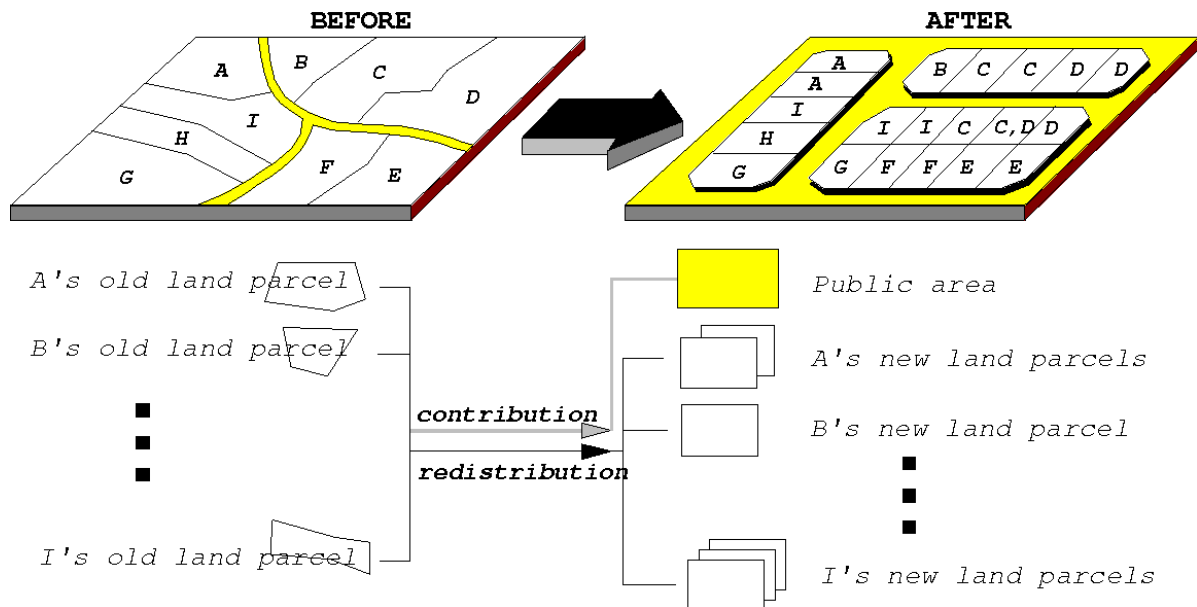 BEFORE
AFTER
A
B
C
D
I
H
G
F
E
A
A
I
H
G
B C C D D
I I C C,D D
G F F E E
A's old land parcel
B's old land parcel
I's old land parcel
contribution
redistribution
Public area
A's new land parcels
B's new land parcel
I's new land parcels